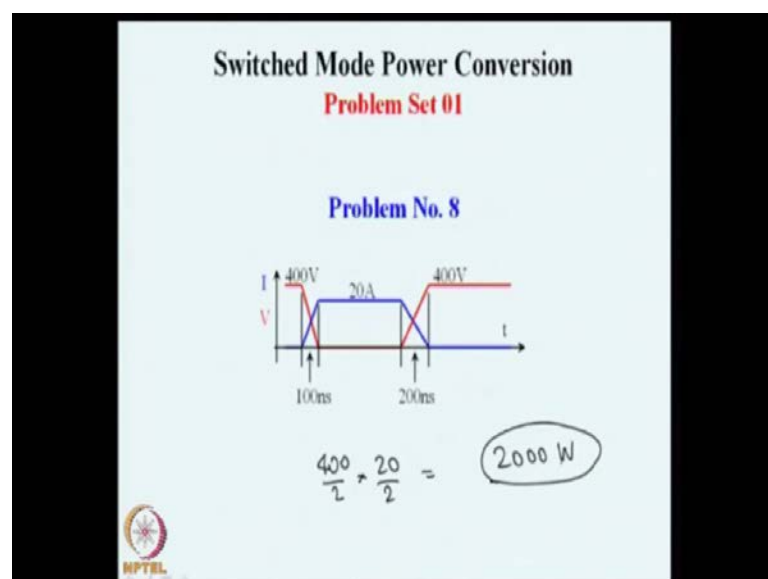 Switched Mode Power Conversion
Problem Set 01
Problem No. 8
I 400V 20A 400V
V
t
100ns 200ns
400/2 * 20/2 = 2000 W
NPTEL